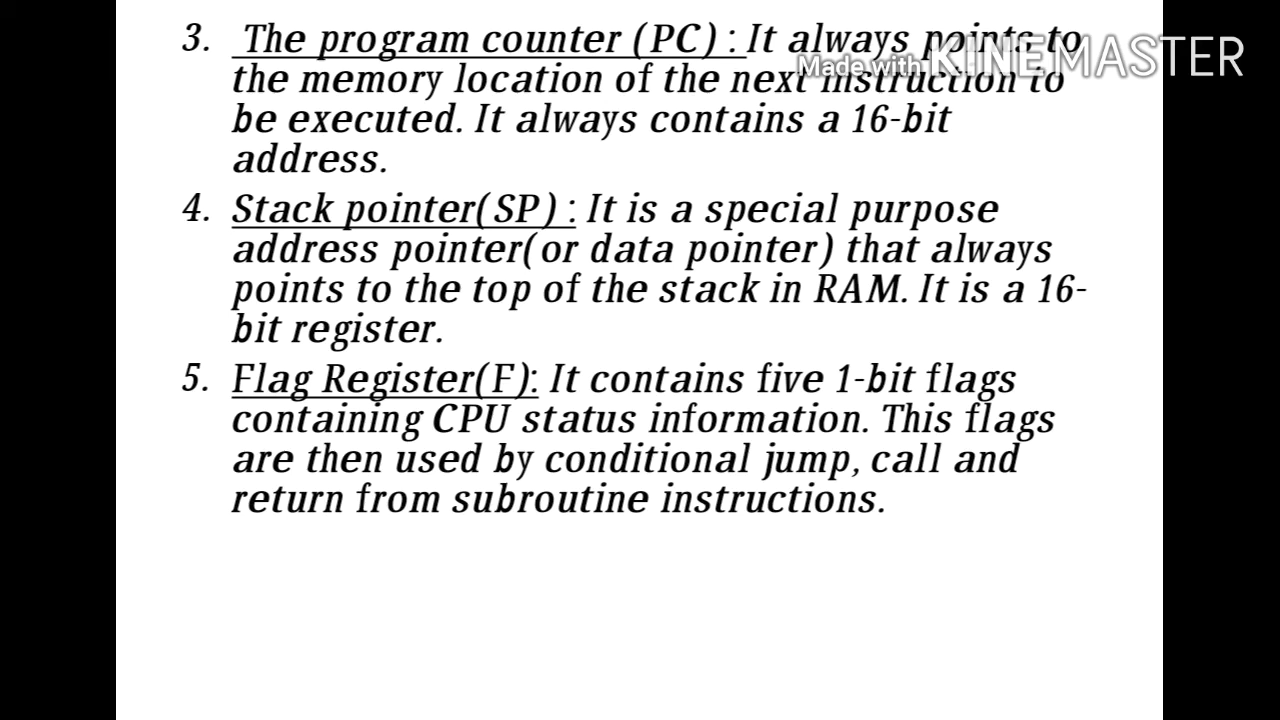 3. The program counter (PC) : It always points to
Made with KINEMASTER
the memory location of the next instruction to
be executed. It always contains a 16-bit
address.
4. Stack pointer(SP) : It is a special purpose
address pointer(or data pointer) that always
points to the top of the stack in RAM. It is a 16-
bit register.
5. Flag Register(F): It contains five 1-bit flags
containing CPU status information. This flags
are then used by conditional jump, call and
return from subroutine instructions.